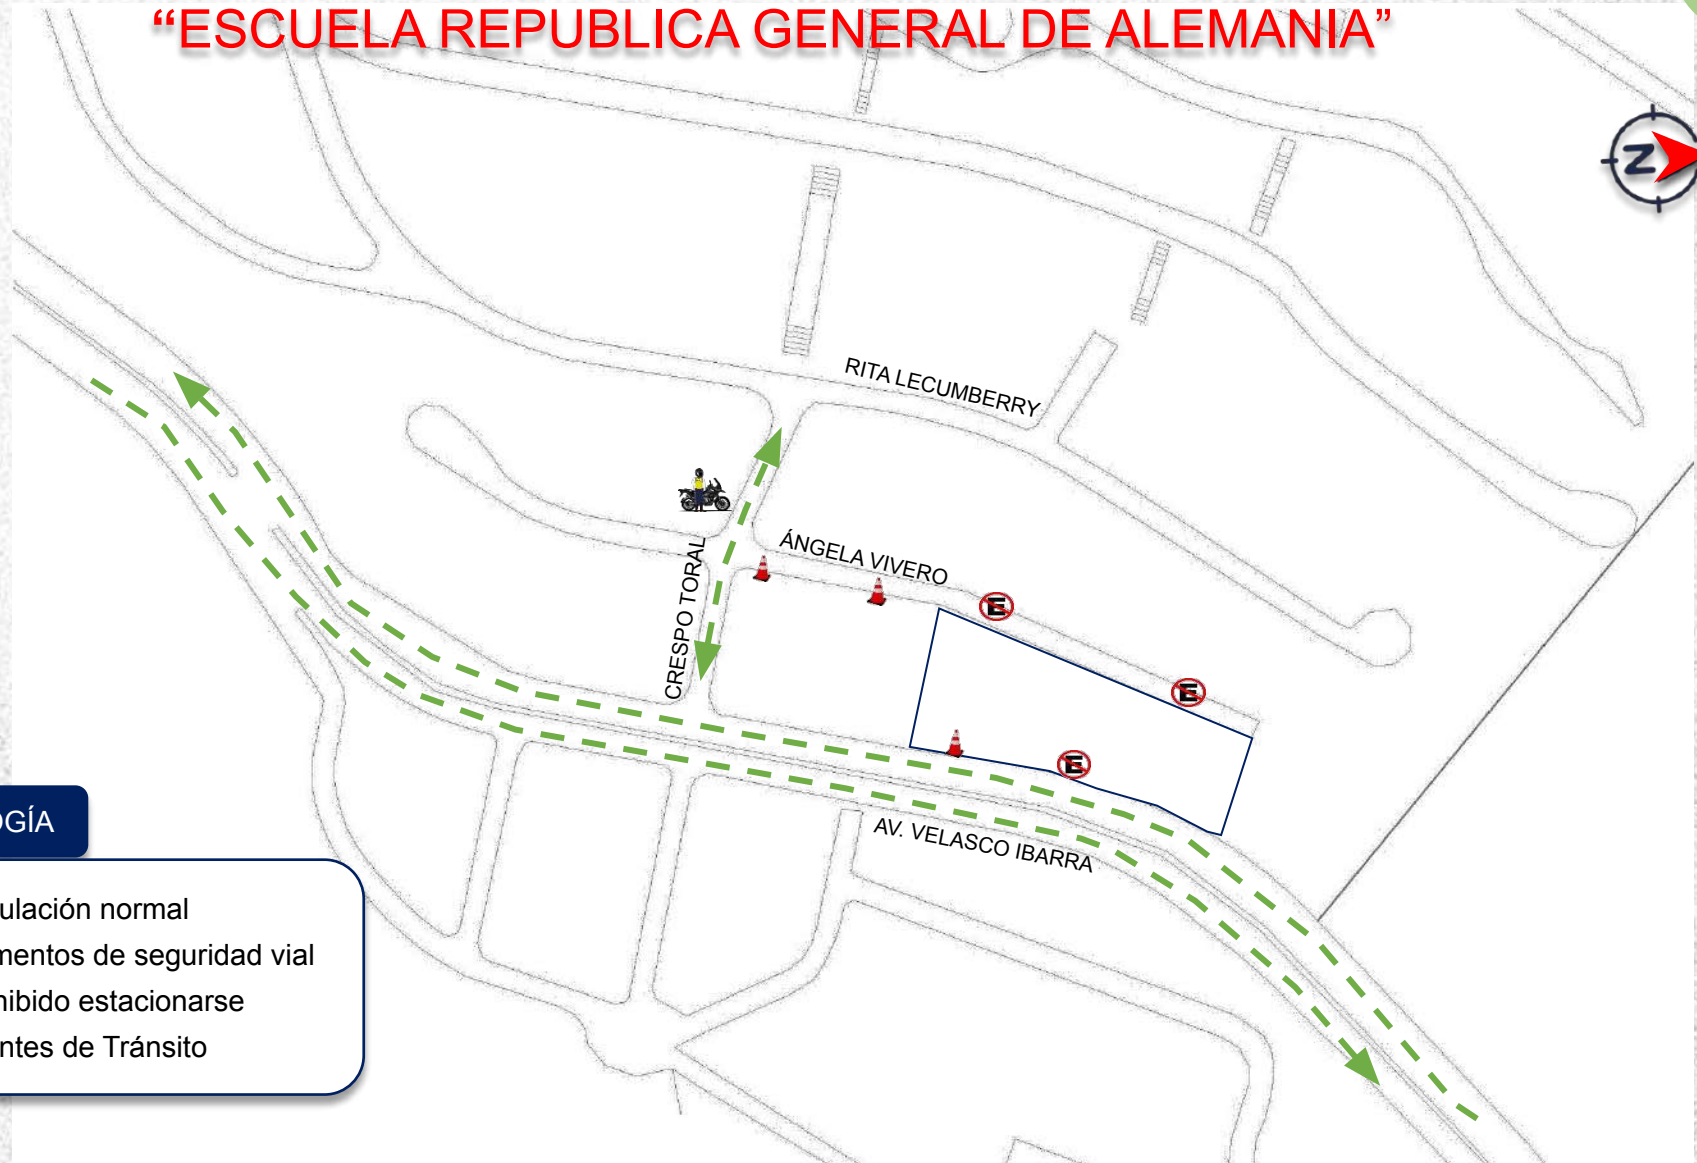 “ESCUELA REPUBLICA GENERAL DE ALEMANIA”
Z
RITA LECUMBERRY
ÁNGELA VIVERO
CRESPO TORAL
E
E
E
AV. VELASCO IBARRA
OGÍA
ulación normal
mentos de seguridad vial
hibido estacionarse
ntes de Tránsito